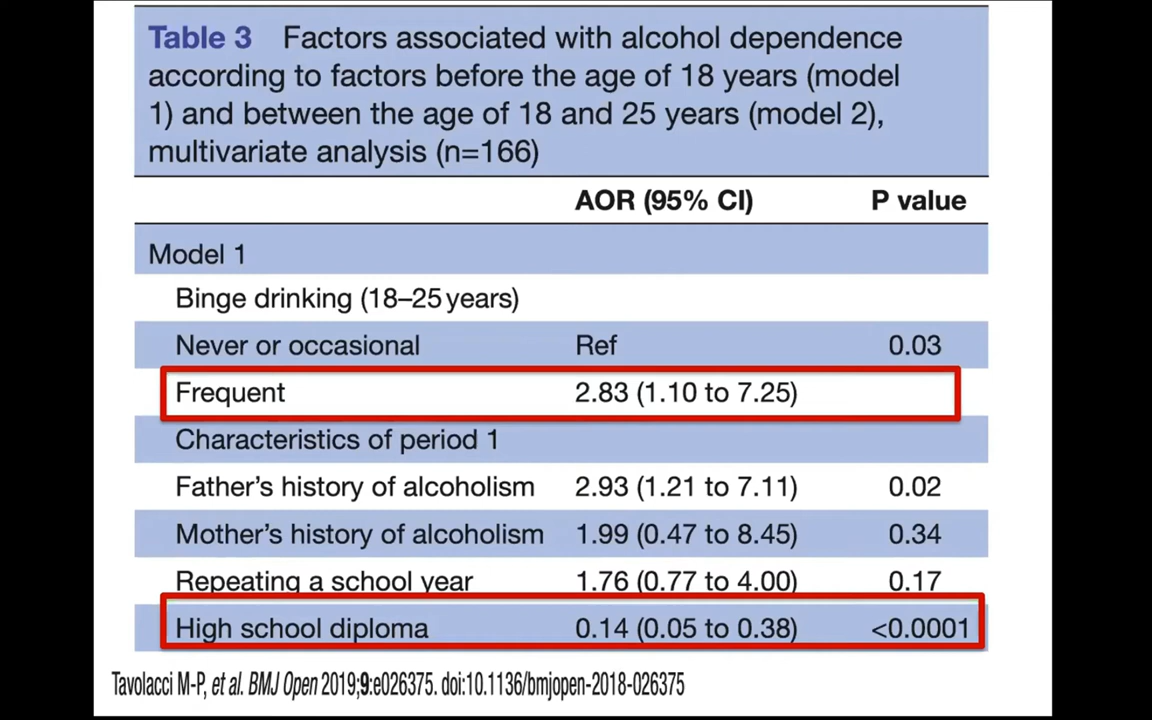 Table 3 Factors associated with alcohol dependence
according to factors before the age of 18 years (model
1) and between the age of 18 and 25 years (model 2),
multivariate analysis (n=166)
AOR (95% CI) P value
Model 1
Binge drinking (18–25 years)
Never or occasional Ref 0.03
Frequent 2.83 (1.10 to 7.25)
Characteristics of period 1
Father's history of alcoholism 2.93 (1.21 to 7.11) 0.02
Mother's history of alcoholism 1.99 (0.47 to 8.45) 0.34
Repeating a school year 1.76 (0.77 to 4.00) 0.17
High school diploma 0.14 (0.05 to 0.38) <0.0001
Tavolacci M-P, et al. BMJ Open 2019;9:e026375. doi:10.1136/bmjopen-2018-026375